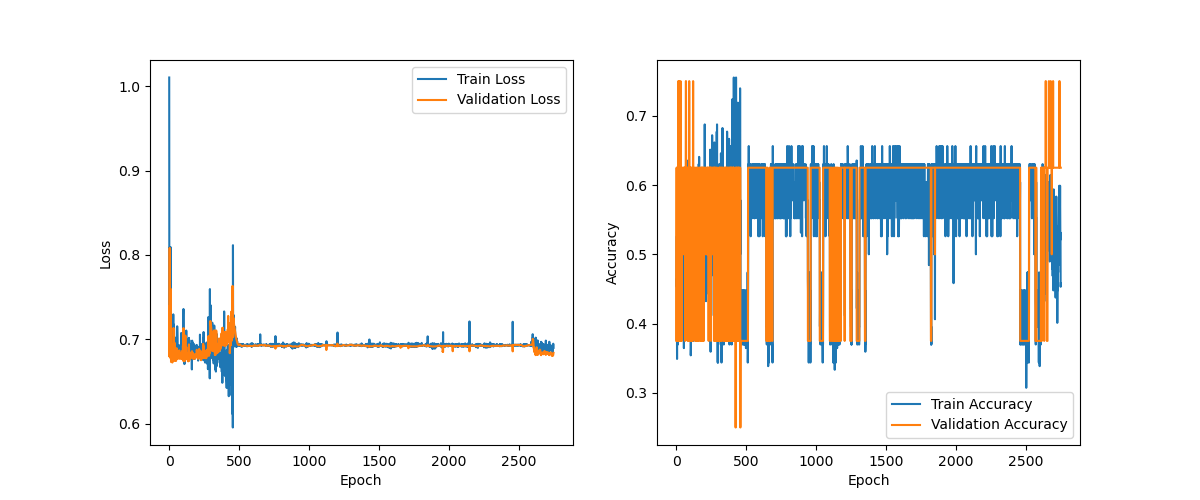 Train Loss
Validation Loss
1.0
0.9
0.8
0.7
0.6
Loss
0
500
1000
1500
2000
2500
Epoch
0.7
0.6
0.5
0.4
0.3
Accuracy
Train Accuracy
Validation Accuracy
0
500
1000
1500
2000
2500
Epoch